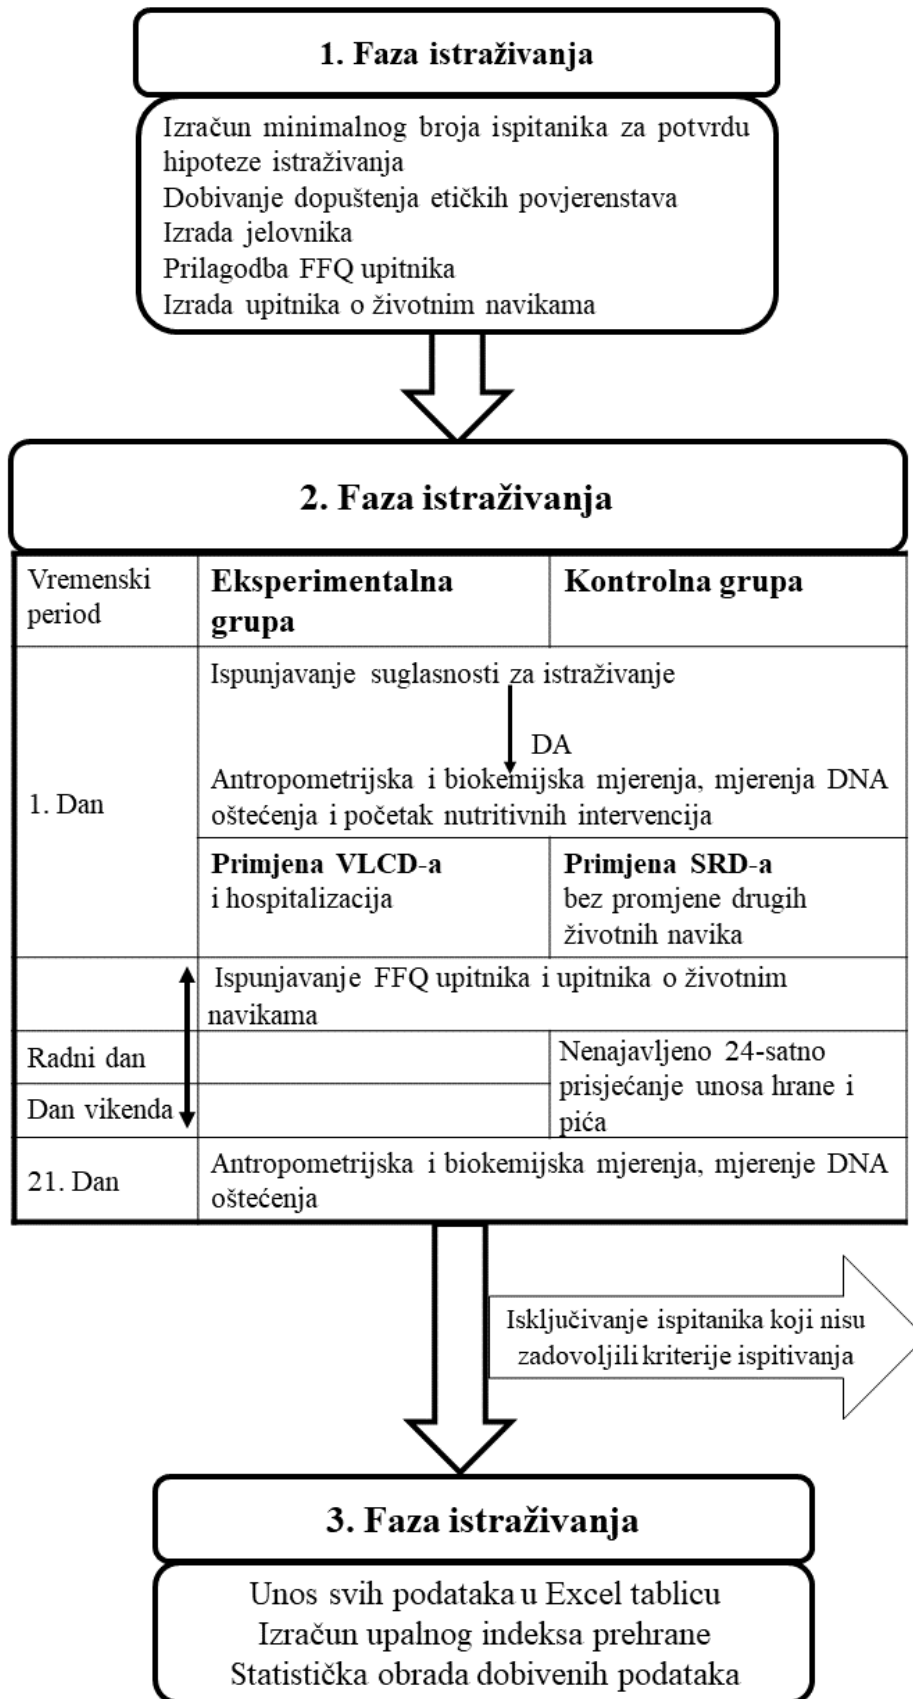 1. Faza istraživanja
Izračun minimalnog broja ispitanika za potvrdu
hipoteze istraživanja
Dobivanje dopuštenja etičkih povjerenstava
Izrada jelovnika
Prilagodba FFQ upitnika
Izrada upitnika o životnim navikama
2. Faza istraživanja
Vremenski
period
Eksperimentalna
grupa
Kontrolna grupa
1. Dan
Ispunjavanje suglasnosti za istraživanje
DA
Antropometrijska i biokemijska mjerenja, mjerenja DNA
oštećenja i početak nutritivnih intervencija
Primjena VLCD-a
i hospitalizacija
Primjena SRD-a
bez promjene drugih
životnih navika
Ispunjavanje FFQ upitnika i upitnika o životnim
navikama
Radni dan
Dan vikenda
Nenajavljeno 24-satno
prisjećanje unosa hrane i
pića
21. Dan
Antropometrijska i biokemijska mjerenja, mjerenje DNA
oštećenja
Isključivanje ispitanika koji nisu
zadovoljili kriterije ispitivanja
3. Faza istraživanja
Unos svih podataka u Excel tablicu
Izračun upalnog indeksa prehrane
Statistička obrada dobivenih podataka